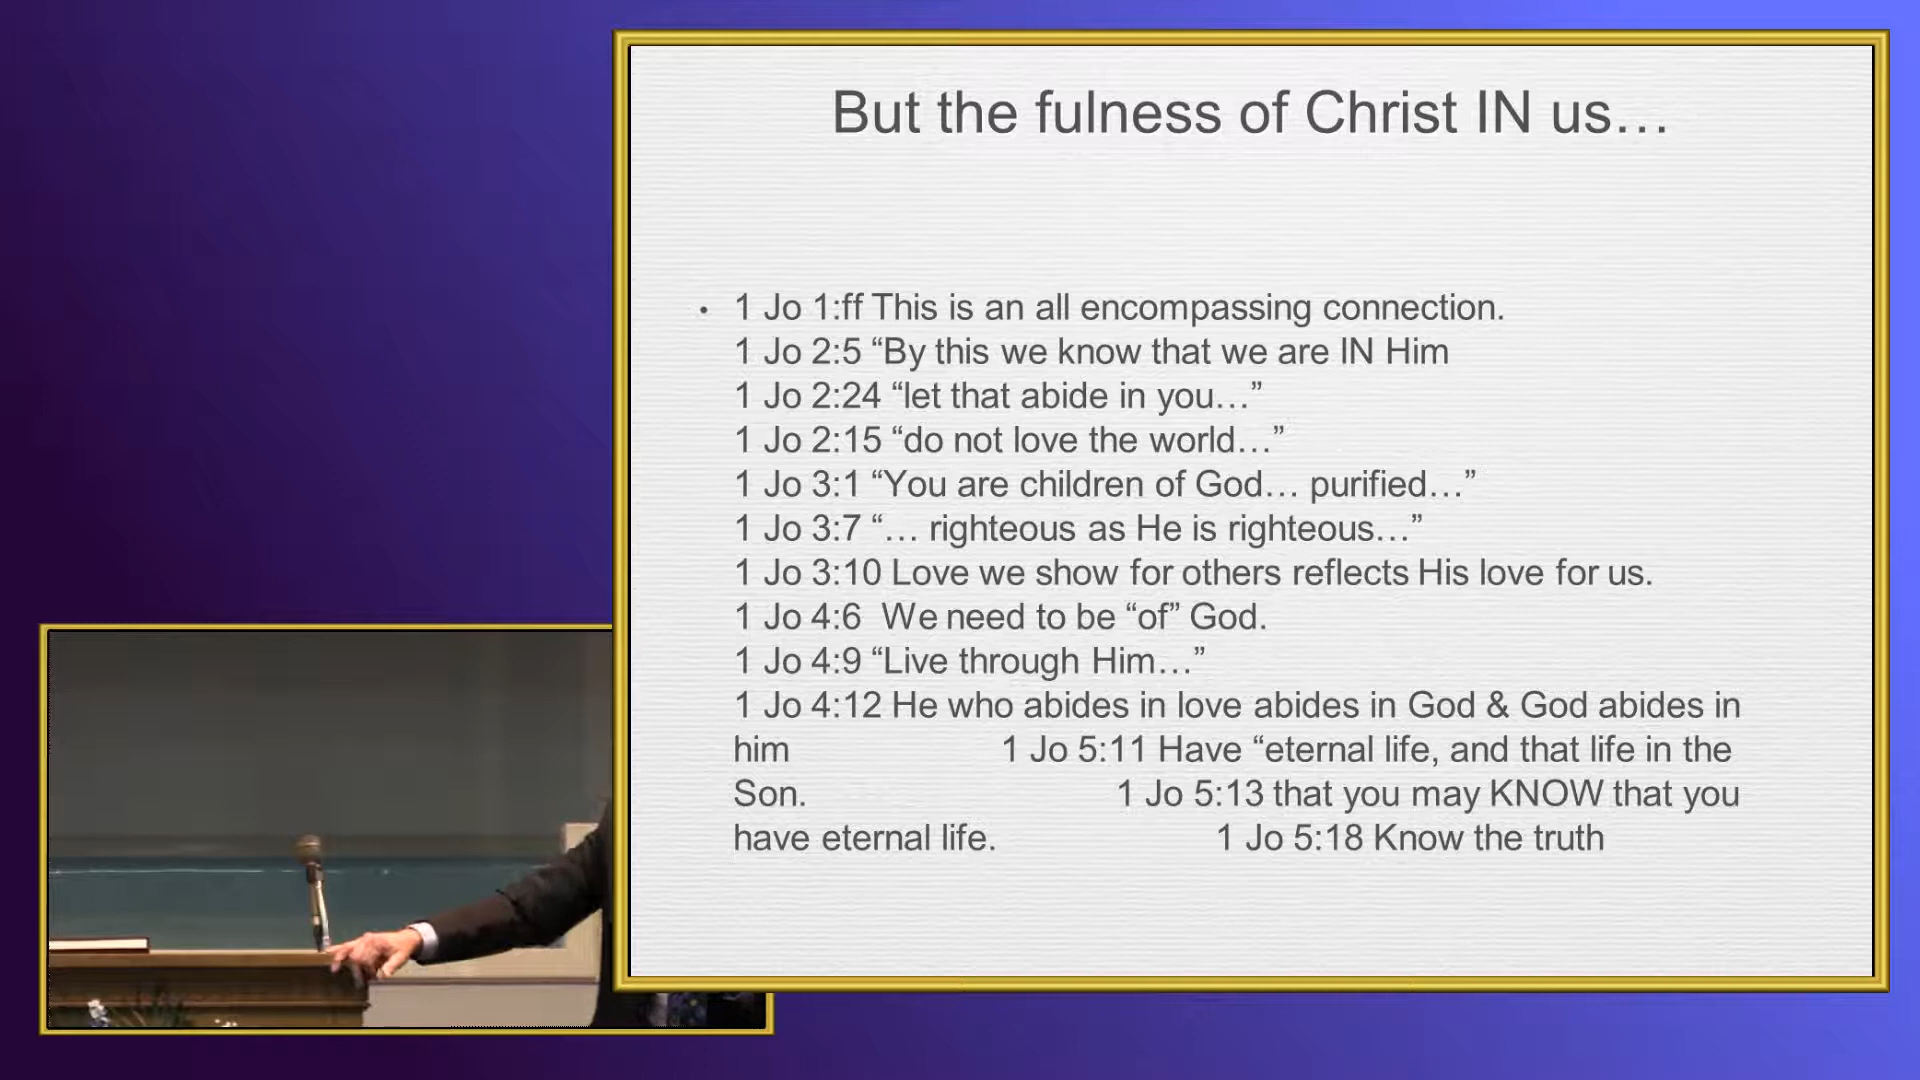 But the fulness of Christ IN us…
• 1 Jo 1:ff This is an all encompassing connection.
1 Jo 2:5 “By this we know that we are IN Him
1 Jo 2:24 “let that abide in you…”
1 Jo 2:15 “do not love the world…”
1 Jo 3:1 “You are children of God… purified…”
1 Jo 3:7 “… righteous as He is righteous…”
1 Jo 3:10 Love we show for others reflects His love for us.
1 Jo 4:6  We need to be “of” God.
1 Jo 4:9 “Live through Him…”
1 Jo 4:12 He who abides in love abides in God & God abides in
him 1 Jo 5:11 Have “eternal life, and that life in the
Son. 1 Jo 5:13 that you may KNOW that you
have eternal life. 1 Jo 5:18 Know the truth